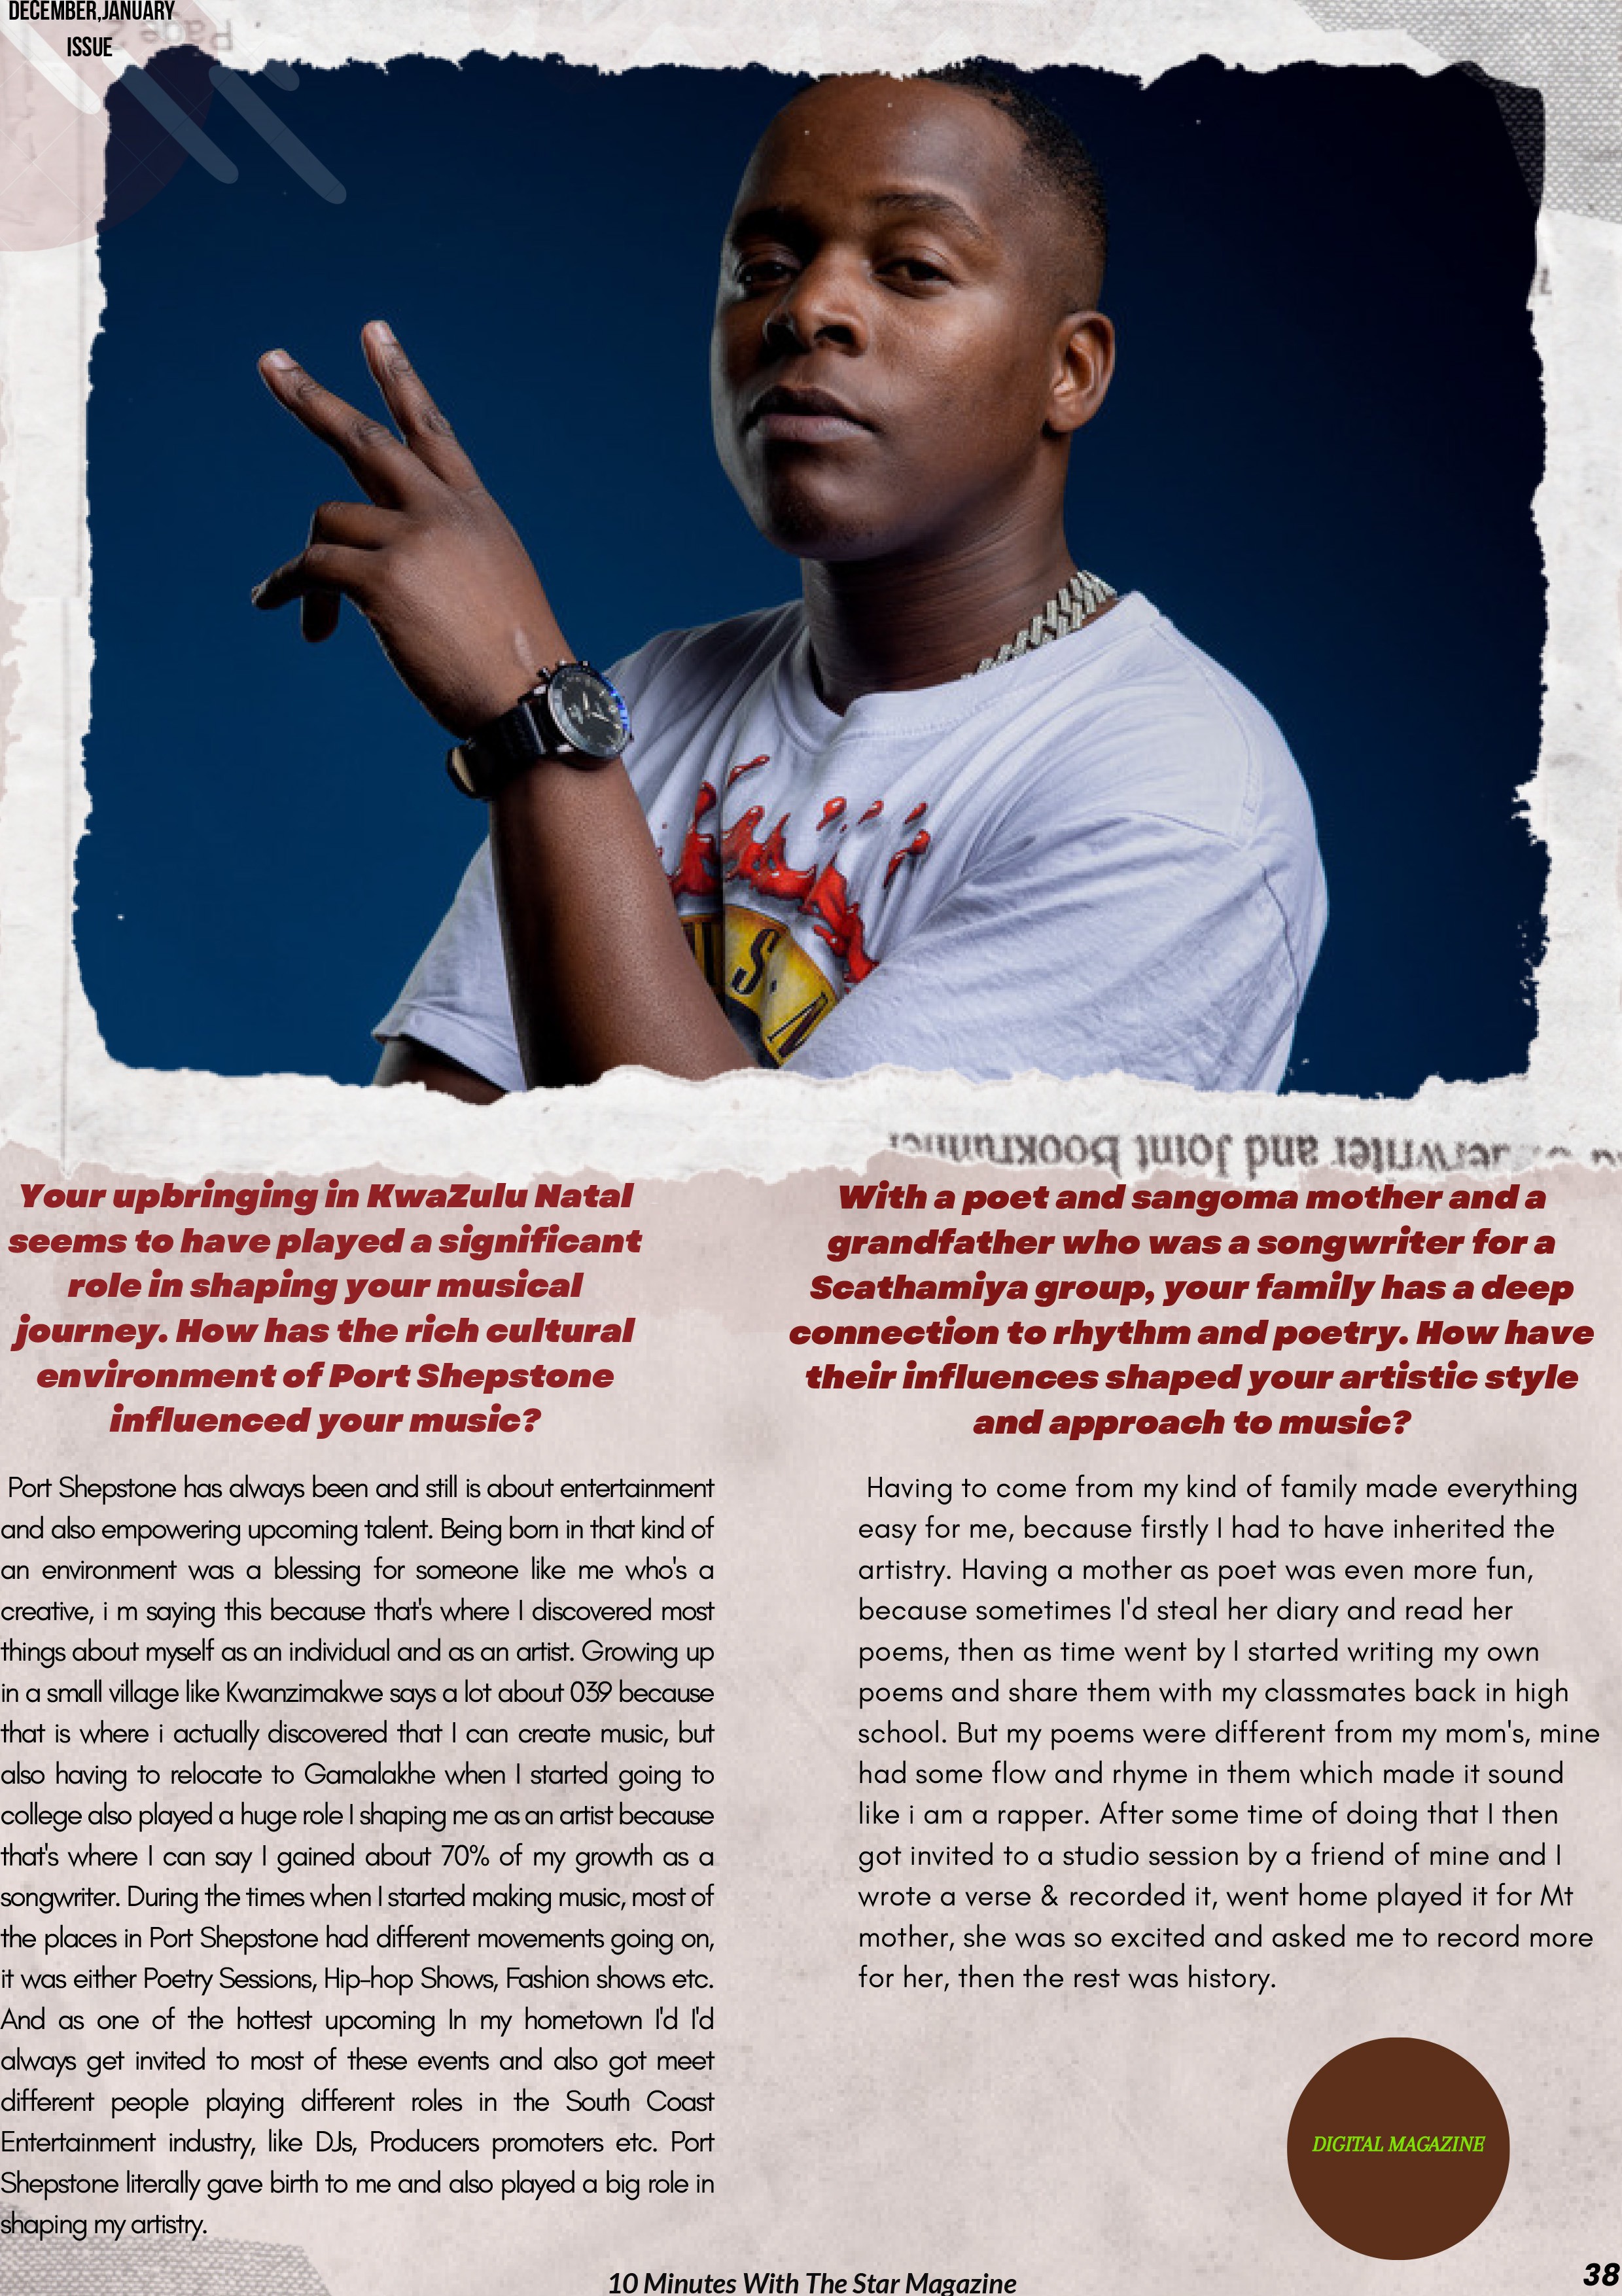 DECEMBER,JANUARY
ISSUE
Page 2
S.
erwriter and Joint Bookrunner
Your upbringing in KwaZulu Natal
seems to have played a significant
role in shaping your musical
journey. How has the rich cultural
environment of Port Shepstone
influenced your music?
Port Shepstone has always been and still is about entertainment
and also empowering upcoming talent. Being born in that kind of
an environment was a blessing for someone like me who's a
creative, i m saying this because that's where I discovered most
things about myself as an individual and as an artist. Growing up
in a small village like Kwanzimakwe says a lot about 039 because
that is where i actually discovered that I can create music, but
also having to relocate to Gamalakhe when I started going to
college also played a huge role I shaping me as an artist because
that's where I can say I gained about 70% of my growth as a
songwriter. During the times when I started making music, most of
the places in Port Shepstone had different movements going on,
it was either Poetry Sessions, Hip-hop Shows, Fashion shows etc.
And as one of the hottest upcoming In my hometown I'd I'd
always get invited to most of these events and also got meet
different people playing different roles in the South Coast
Entertainment industry, like DJs, Producers promoters etc. Port
Shepstone literally gave birth to me and also played a big role in
shaping my artistry.
With a poet and sangoma mother and a
grandfather who was a songwriter for a
Scathamiya group, your family has a deep
connection to rhythm and poetry. How have
their influences shaped your artistic style
and approach to music?
Having to come from my kind of family made everything
easy for me, because firstly I had to have inherited the
artistry. Having a mother as poet was even more fun,
because sometimes I'd steal her diary and read her
poems, then as time went by I started writing my own
poems and share them with my classmates back in high
school. But my poems were different from my mom's, mine
had some flow and rhyme in them which made it sound
like i am a rapper. After some time of doing that I then
got invited to a studio session by a friend of mine and I
wrote a verse & recorded it, went home played it for Mt
mother, she was so excited and asked me to record more
for her, then the rest was history.
DIGITAL MAGAZINE
10 Minutes With The Star Magazine
38